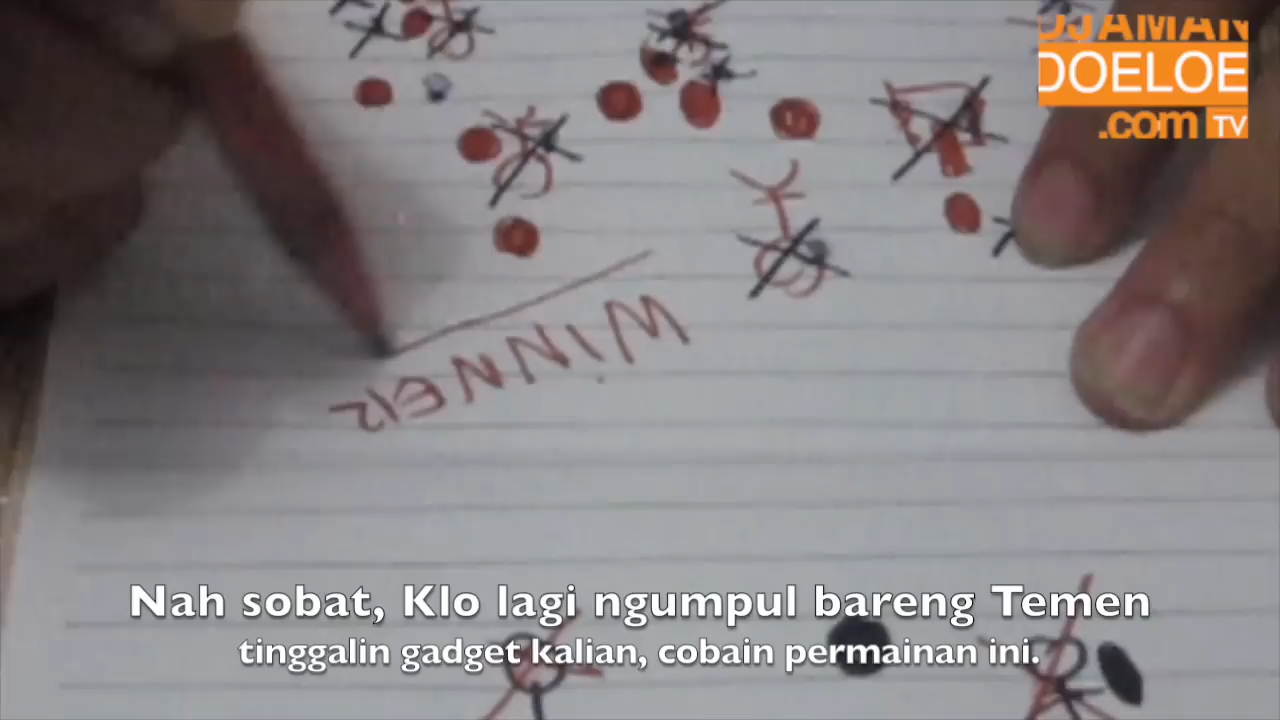 DJAMAN
DOELOE
.com TV
WINNER
Nah sobat, Klo lagi ngumpul bareng Temen
tinggalin gadget kalian, cobain permainan ini.